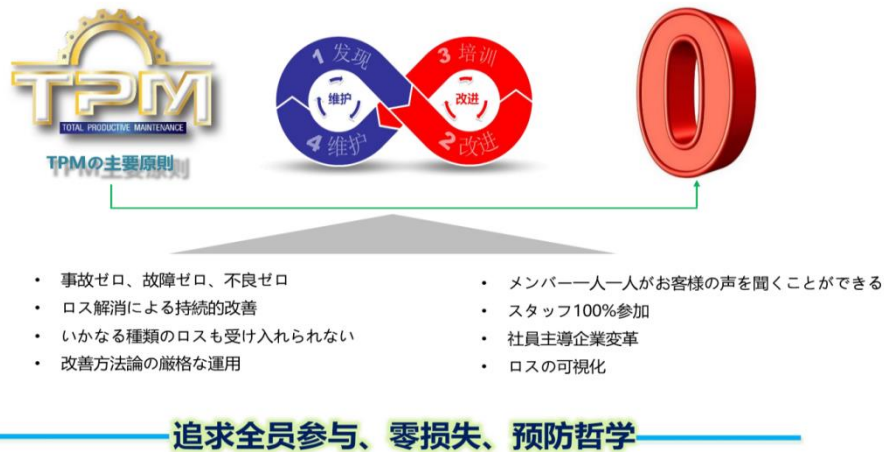 TPM
TOTAL PRODUCTIVE MAINTENANCE
TPMの主要原則
1 发现
3 培训
维护
改进
4 维护
2 改进
0
• 事故ゼロ、故障ゼロ、不良ゼロ
• ロス解消による持続的改善
• いかなる種類のロスも受け入れられない
• 改善方法論の厳格な運用
• メンバー一人一人がお客様の声を聞くことができる
• スタッフ100%参加
• 社員主導企業変革
• ロスの可視化
追求全员参与、零损失、预防哲学